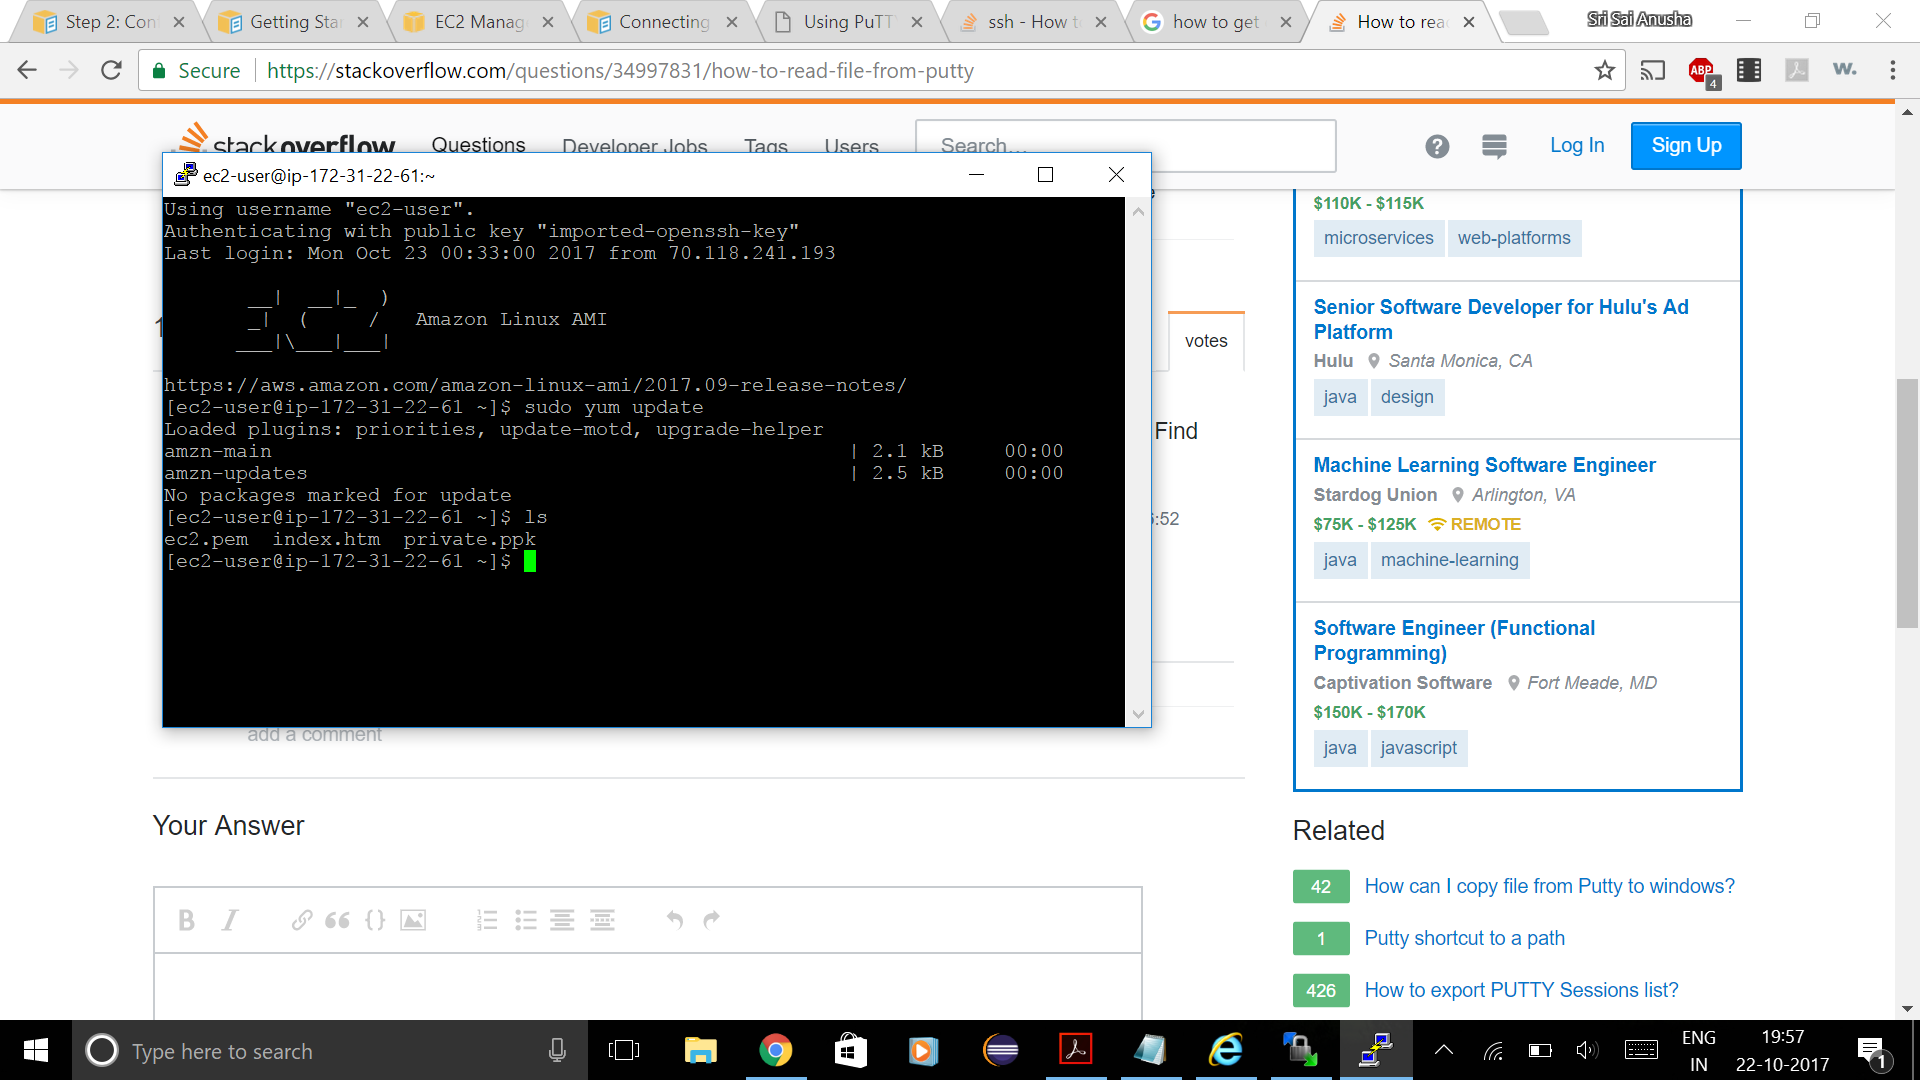 Step 2: Con
Getting Star
EC2 Manag
Connecting
Using PuTT
ssh - How t
how to get
How to rea
Sri Sai Anusha
Secure
https://stackoverflow.com/questions/34997831/how-to-read-file-from-putty
ABP
4
w.
stackoverflow
Questions
Developer Jobs
Tags
Users
Search...
Log In
Sign Up
ec2-user@ip-172-31-22-61:~
Using username "ec2-user".
Authenticating with public key "imported-openssh-key"
Last login: Mon Oct 23 00:33:00 2017 from 70.118.241.193
__|  __|_  )
_|  (     /   Amazon Linux AMI
___|\___|___|
https://aws.amazon.com/amazon-linux-ami/2017.09-release-notes/
[ec2-user@ip-172-31-22-61 ~]$ sudo yum update
Loaded plugins: priorities, update-motd, upgrade-helper
amzn-main | 2.1 kB 00:00
amzn-updates | 2.5 kB 00:00
No packages marked for update
[ec2-user@ip-172-31-22-61 ~]$ ls
ec2.pem index.htm private.ppk
[ec2-user@ip-172-31-22-61 ~]$
votes
Find
:52
add a comment
Your Answer
B I
$110K - $115K
microservices web-platforms
Senior Software Developer for Hulu's Ad
Platform
Hulu Santa Monica, CA
java design
Machine Learning Software Engineer
Stardog Union Arlington, VA
$75K - $125K REMOTE
java machine-learning
Software Engineer (Functional
Programming)
Captivation Software Fort Meade, MD
$150K - $170K
java javascript
Related
42 How can I copy file from Putty to windows?
1 Putty shortcut to a path
426 How to export PUTTY Sessions list?
Type here to search
ENG
IN
19:57
22-10-2017
1